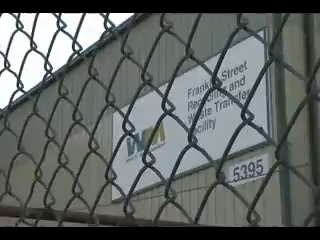 WM
Franklin Street
Recycling and
Waste Transfer
Facility
5395